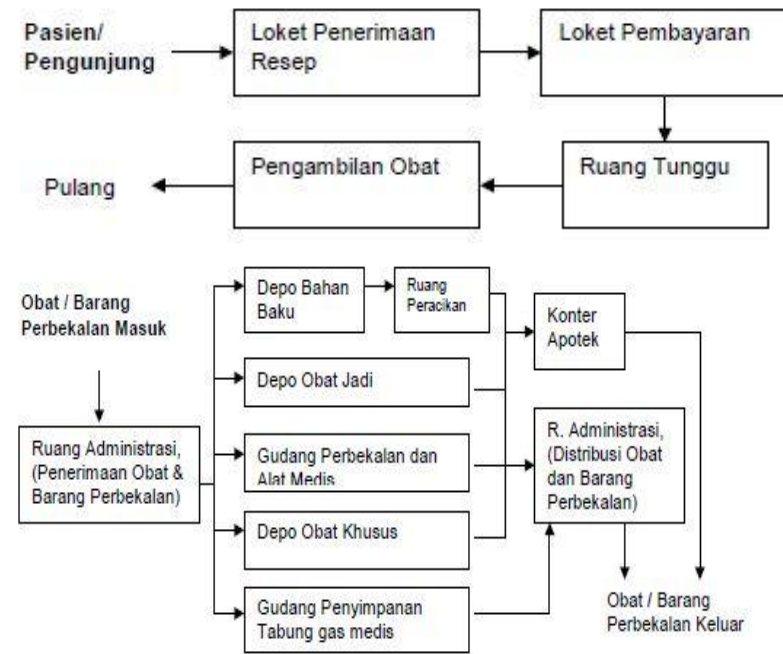 Pasien/
Pengunjung
Loket Penerimaan
Resep
Loket Pembayaran
Pulang
Pengambilan Obat
Ruang Tunggu
Obat / Barang
Perbekalan Masuk
Depo Bahan
Baku
Ruang
Peracikan
Konter
Apotek
Depo Obat Jadi
Ruang Administrasi,
(Penerimaan Obat &
Barang Perbekalan)
Gudang Perbekalan dan
Alat Medis
R. Administrasi,
(Distribusi Obat
dan Barang
Perbekalan)
Depo Obat Khusus
Gudang Penyimpanan
Tabung gas medis
Obat / Barang
Perbekalan Keluar